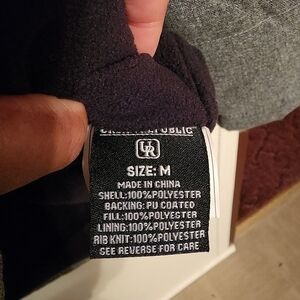 REPUBLIC
UR
SIZE: M
MADE IN CHINA
SHELL:100%POLYESTER
BACKING: PU COATED
FILL:100%POLYESTER
LINING:100%POLYESTER
RIB KNIT:100%POLYESTER
SEE REVERSE FOR CARE